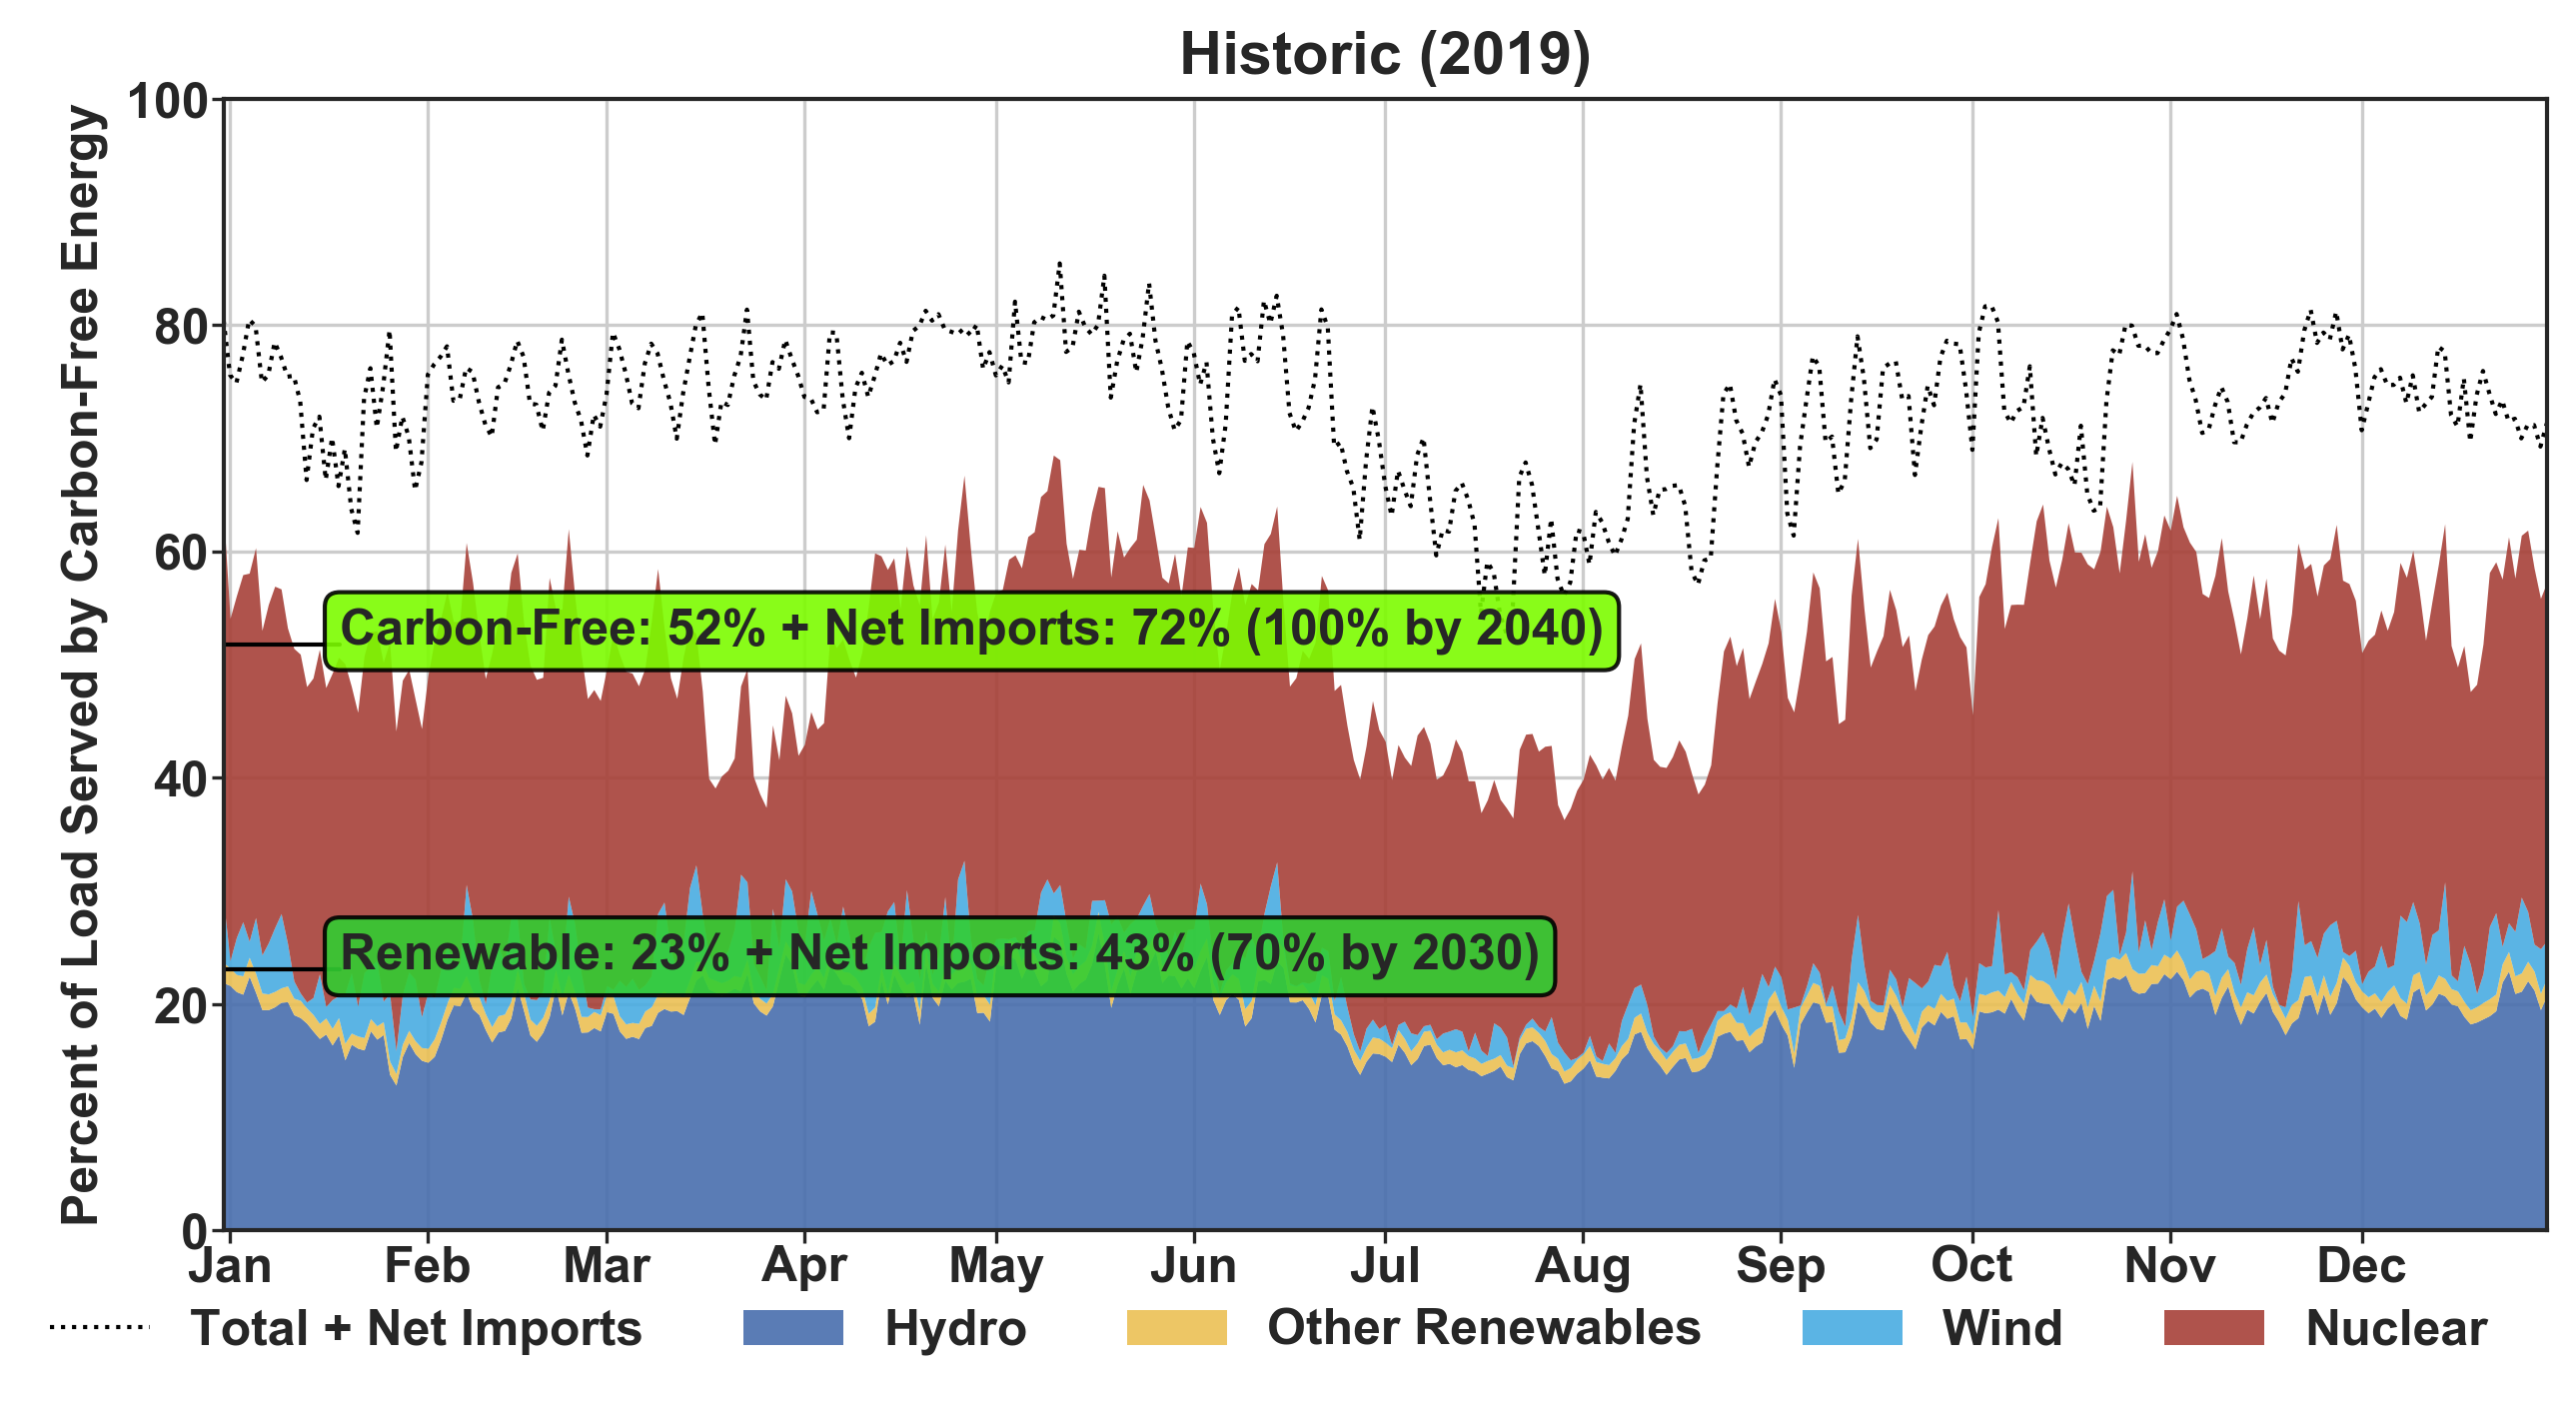 Historic (2019)
Percent of Load Served by Carbon-Free Energy
100
80
60
40
20
0
Carbon-Free: 52% + Net Imports: 72% (100% by 2040)
Renewable: 23% + Net Imports: 43% (70% by 2030)
Jan Feb Mar Apr May Jun Jul Aug Sep Oct Nov Dec
Total + Net Imports Hydro Other Renewables Wind Nuclear